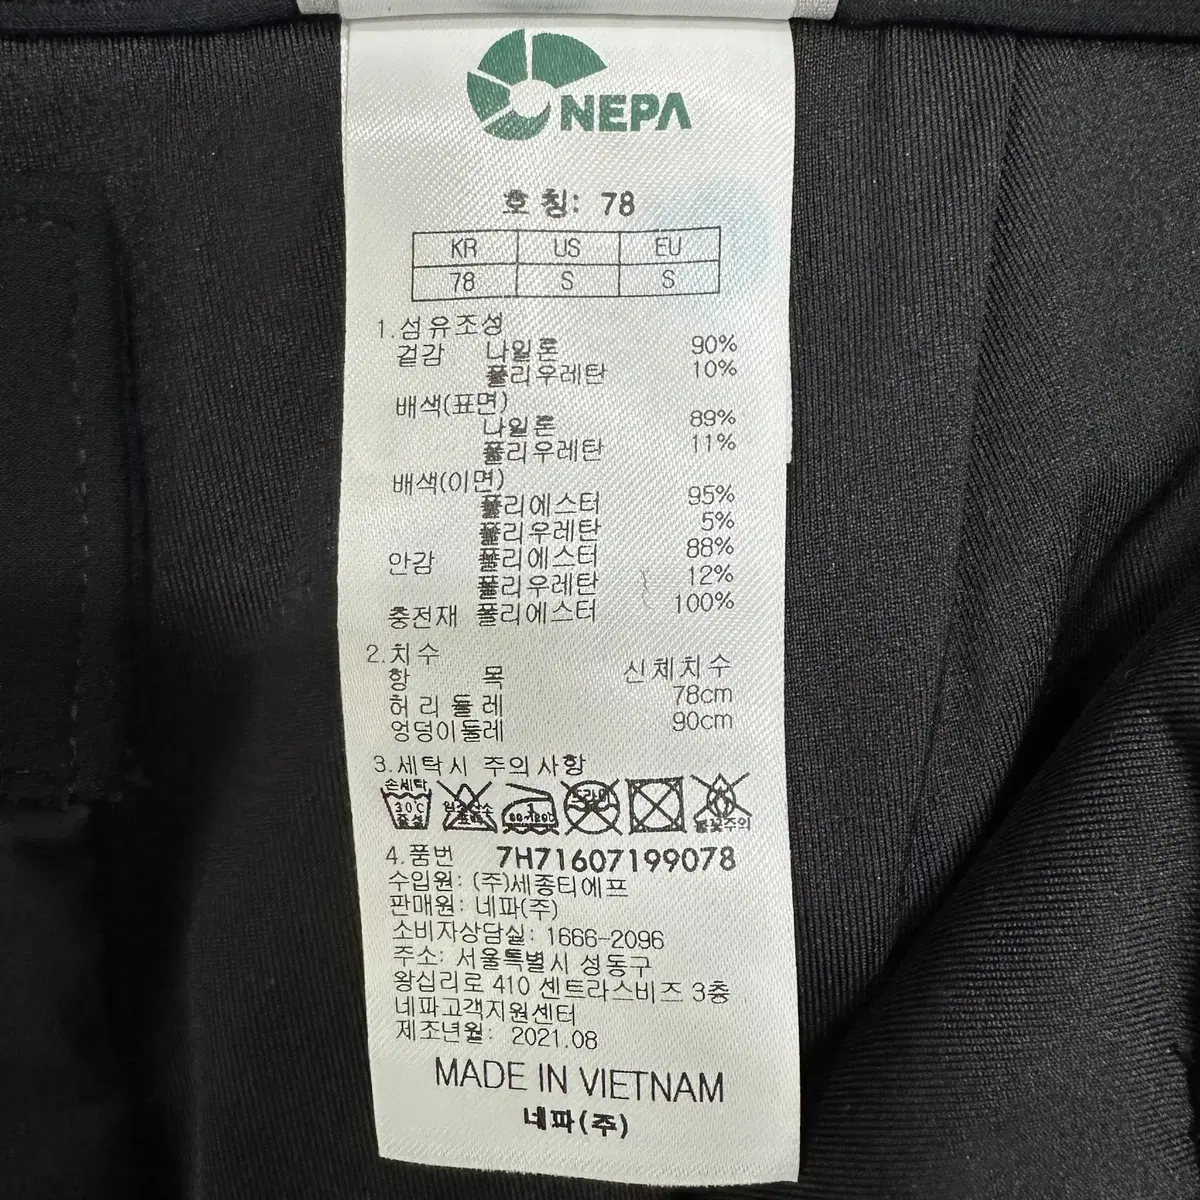 NEPA
호 칭: 78
KR US EU
78 S S
1.섬유조성
겉감 나일론 90%
폴리우레탄 10%
배색(표면)
나일론 89%
폴리우레탄 11%
배색(이면)
폴리에스터 95%
폴리우레탄 5%
안감 폴리에스터 88%
폴리우레탄 12%
충전재 폴리에스터 100%
2.치수
항 목 신체치수
허리둘레 78cm
엉덩이둘레 90cm
3.세탁시 주의사항
손세탁
30℃
중성
80-120℃
드라이
불꽃주의
4.품번 7H71607199078
수입원: (주)세종티에프
판매원: 네파(주)
소비자상담실: 1666-2096
주소: 서울특별시 성동구
왕십리로 410 센트라스비즈 3층
네파고객지원센터
제조년월: 2021.08
MADE IN VIETNAM
네파(주)